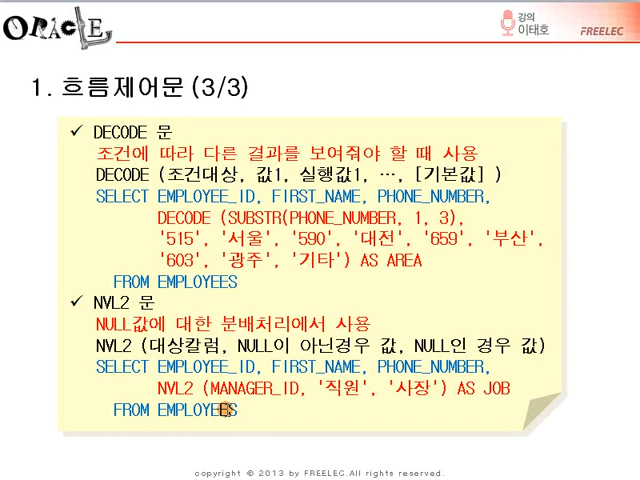 ORACLE
강의
이태호
FREELEC
1. 흐름제어문 (3/3)
✓ DECODE 문
조건에 따라 다른 결과를 보여줘야 할 때 사용
DECODE (조건대상, 값1, 실행값1, …, [기본값] )
SELECT EMPLOYEE_ID, FIRST_NAME, PHONE_NUMBER,
DECODE (SUBSTR(PHONE_NUMBER, 1, 3),
'515', '서울', '590', '대전', '659', '부산',
'603', '광주', '기타') AS AREA
FROM EMPLOYEES
✓ NVL2 문
NULL값에 대한 분배처리에서 사용
NVL2 (대상칼럼, NULL이 아닌경우 값, NULL인 경우 값)
SELECT EMPLOYEE_ID, FIRST_NAME, PHONE_NUMBER,
NVL2 (MANAGER_ID, '직원', '사장') AS JOB
FROM EMPLOYEES
copyright © 2013 by FREELEC.All rights reserved.